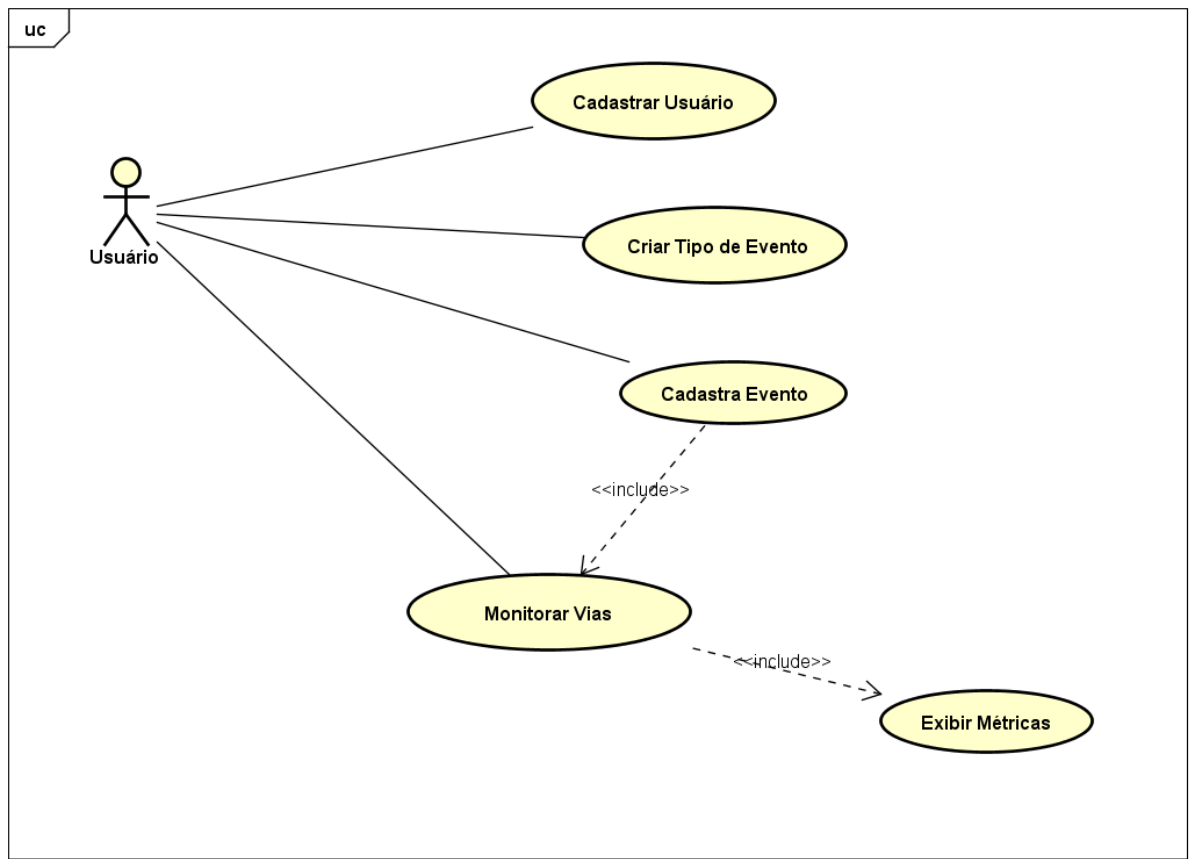 uc
Cadastrar Usuário
Criar Tipo de Evento
Usuário
Cadastra Evento
<<include>>
Monitorar Vias
<<include>>
Exibir Métricas